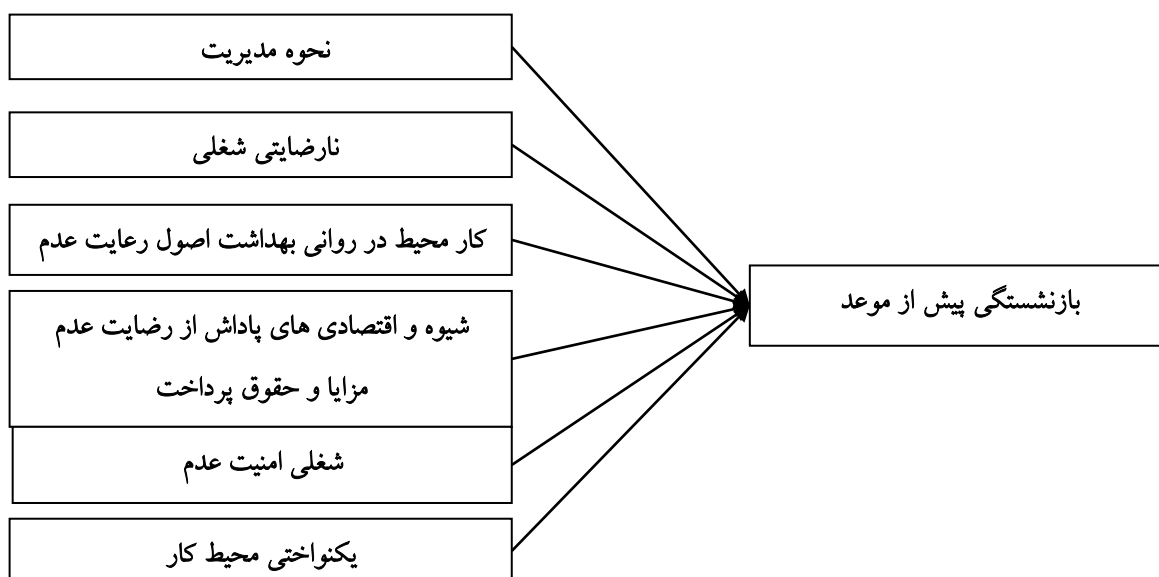 نحوه مدیریت
نارضایتی شغلی
کار محیط در روانی بهداشت اصول رعایت عدم
شیوه و اقتصادی های پاداش از رضایت عدم
مزایا و حقوق پرداخت
شغلی امنیت عدم
یکنواختی محیط کار
بازنشستگی پیش از موعد